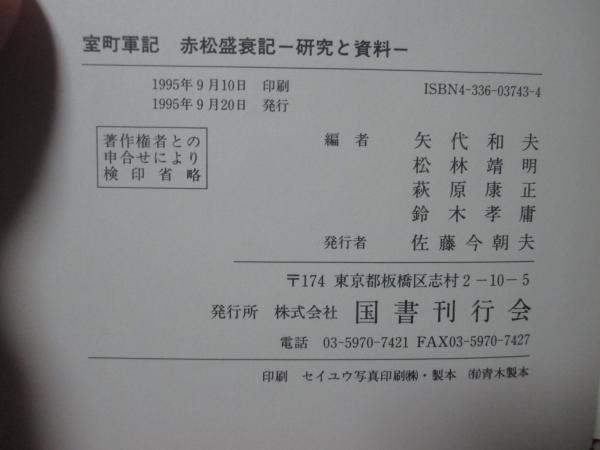 室町軍記 赤松盛衰記－研究と資料－
1995年9月10日 印刷
1995年9月20日 発行
ISBN4-336-03743-4
著作権者との
申合せにより
検印省略
編者 矢代和夫
松林靖明
萩原康正
鈴木孝庸
発行者 佐藤今朝夫
〒174 東京都板橋区志村2－10－5
発行所 株式会社 国書刊行会
電話 03-5970-7421 FAX03-5970-7427
印刷 セイユウ写真印刷㈱・製本 ㈲青木製本